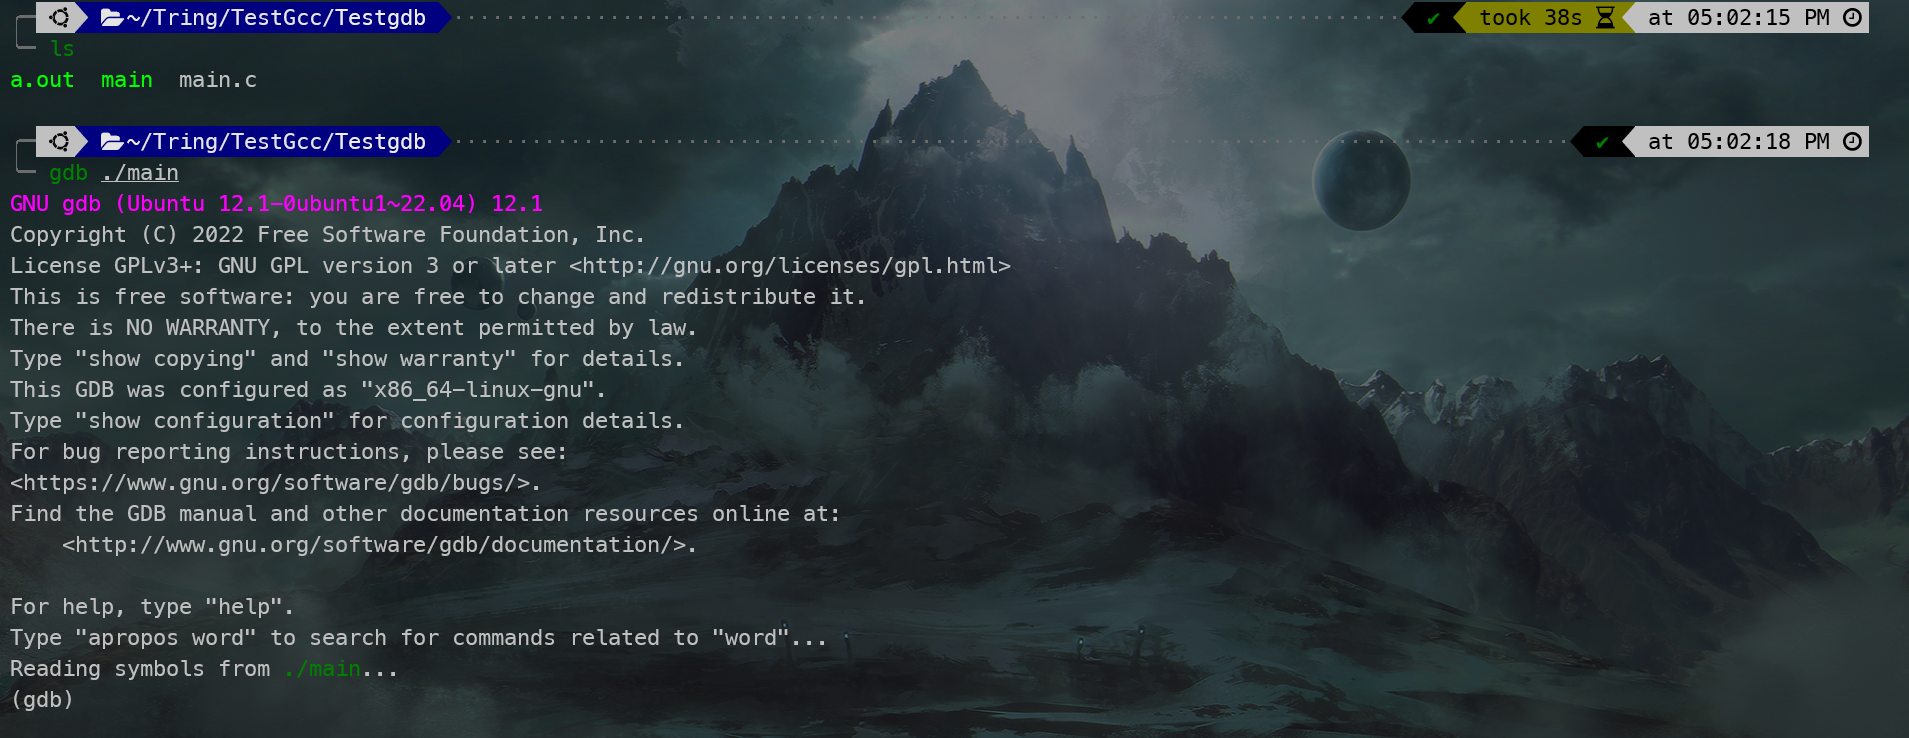 ~/Tring/TestGcc/Testgdb ✔ took 38s at 05:02:15 PM
ls
a.out  main  main.c
~/Tring/TestGcc/Testgdb ✔ at 05:02:18 PM
gdb ./main
GNU gdb (Ubuntu 12.1-0ubuntu1~22.04) 12.1
Copyright (C) 2022 Free Software Foundation, Inc.
License GPLv3+: GNU GPL version 3 or later <http://gnu.org/licenses/gpl.html>
This is free software: you are free to change and redistribute it.
There is NO WARRANTY, to the extent permitted by law.
Type "show copying" and "show warranty" for details.
This GDB was configured as "x86_64-linux-gnu".
Type "show configuration" for configuration details.
For bug reporting instructions, please see:
<https://www.gnu.org/software/gdb/bugs/>.
Find the GDB manual and other documentation resources online at:
    <http://www.gnu.org/software/gdb/documentation/>.
For help, type "help".
Type "apropos word" to search for commands related to "word"...
Reading symbols from ./main...
(gdb)